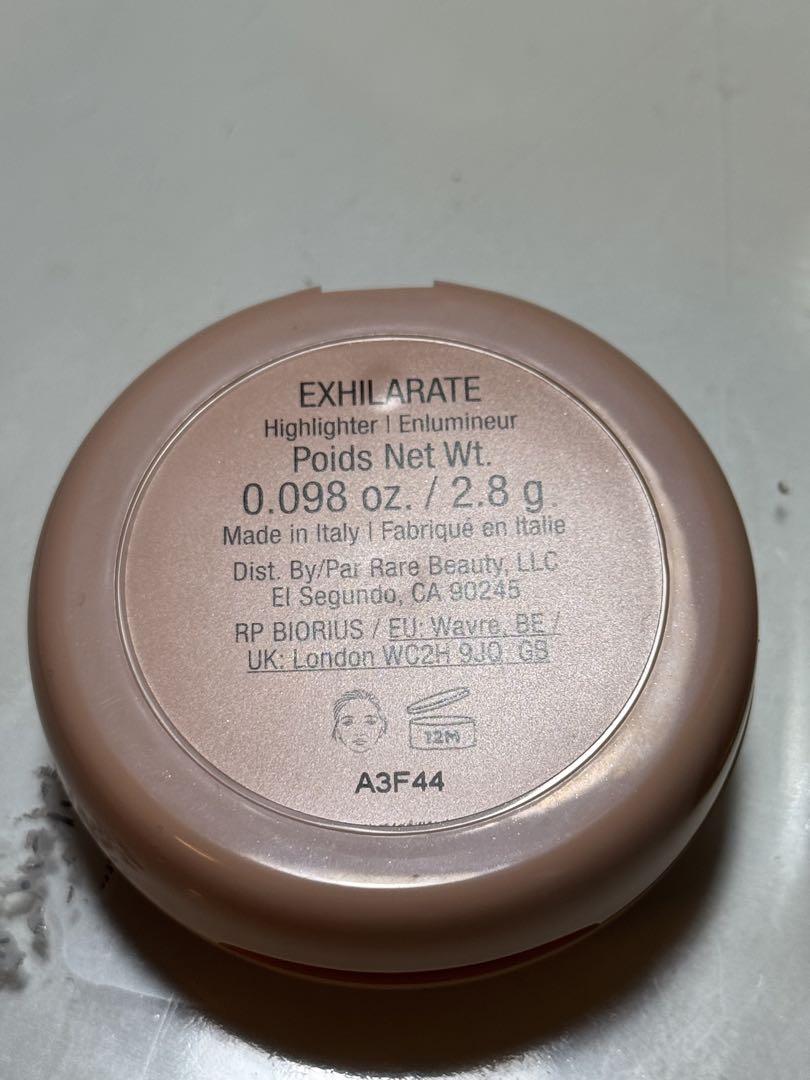 EXHILARATE
Highlighter | Enlumineur
Poids Net Wt.
0.098 oz. / 2.8 g
Made in Italy | Fabriqué en Italie
Dist. By/Par Rare Beauty, LLC
El Segundo, CA 90245
RP BIORIUS / EU: Wavre, BE /
UK: London WC2H 9JQ, GB
12M
A3F44